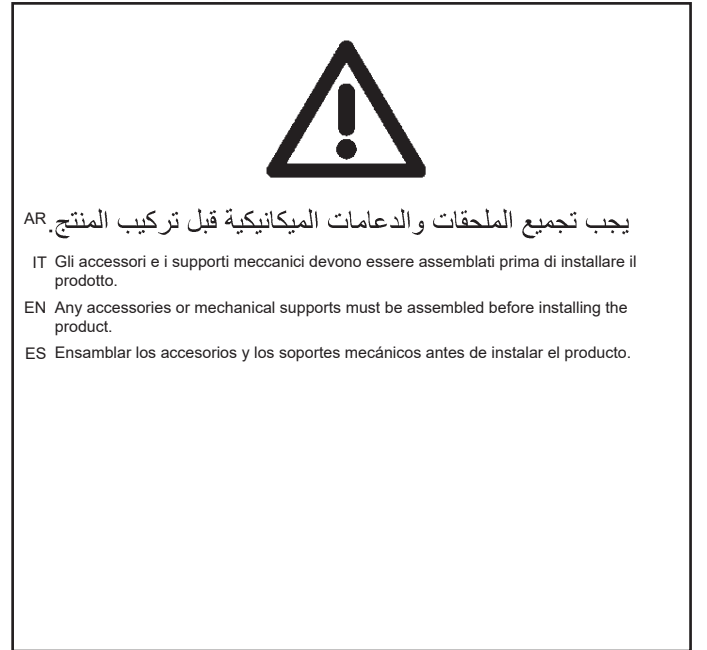 يجب تجميع الملحقات والدعامات الميكانيكية قبل تركيب المنتج. AR
IT Gli accessori e i supporti meccanici devono essere assemblati prima di installare il
prodotto.
EN Any accessories or mechanical supports must be assembled before installing the
product.
ES Ensamblar los accesorios y los soportes mecánicos antes de instalar el producto.